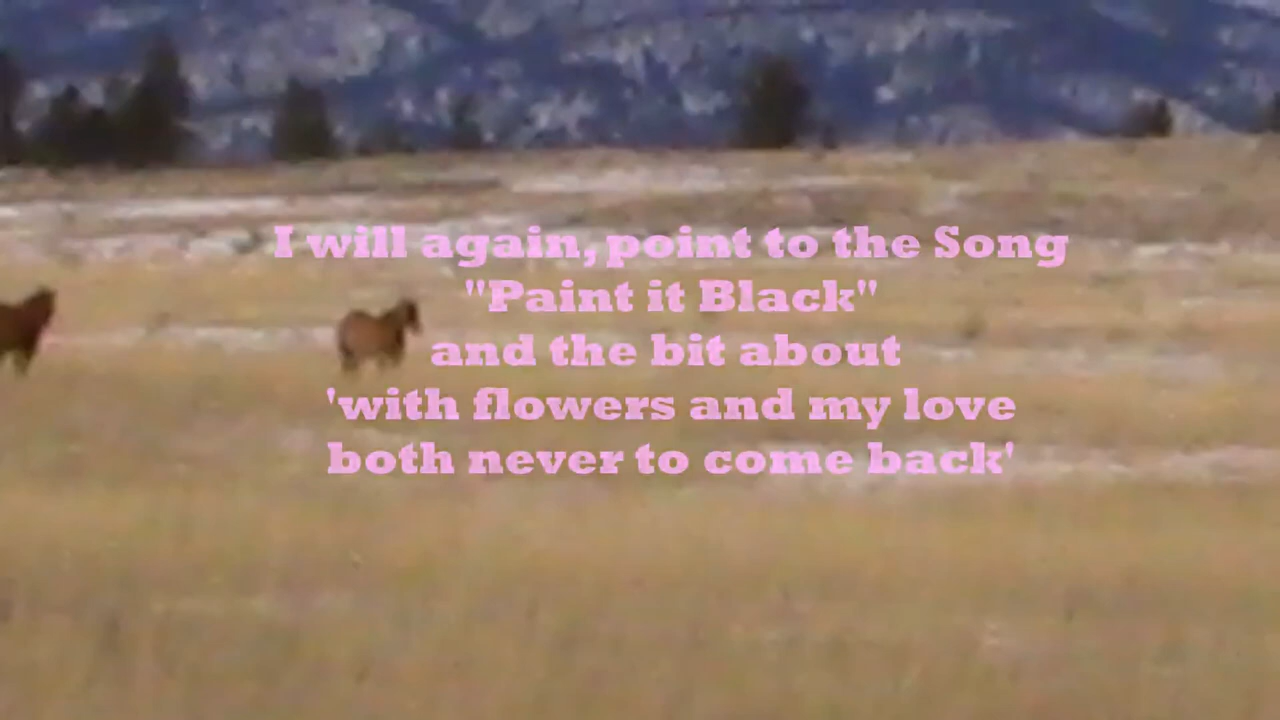 I will again, point to the Song
"Paint it Black"
and the bit about
'with flowers and my love
both never to come back'